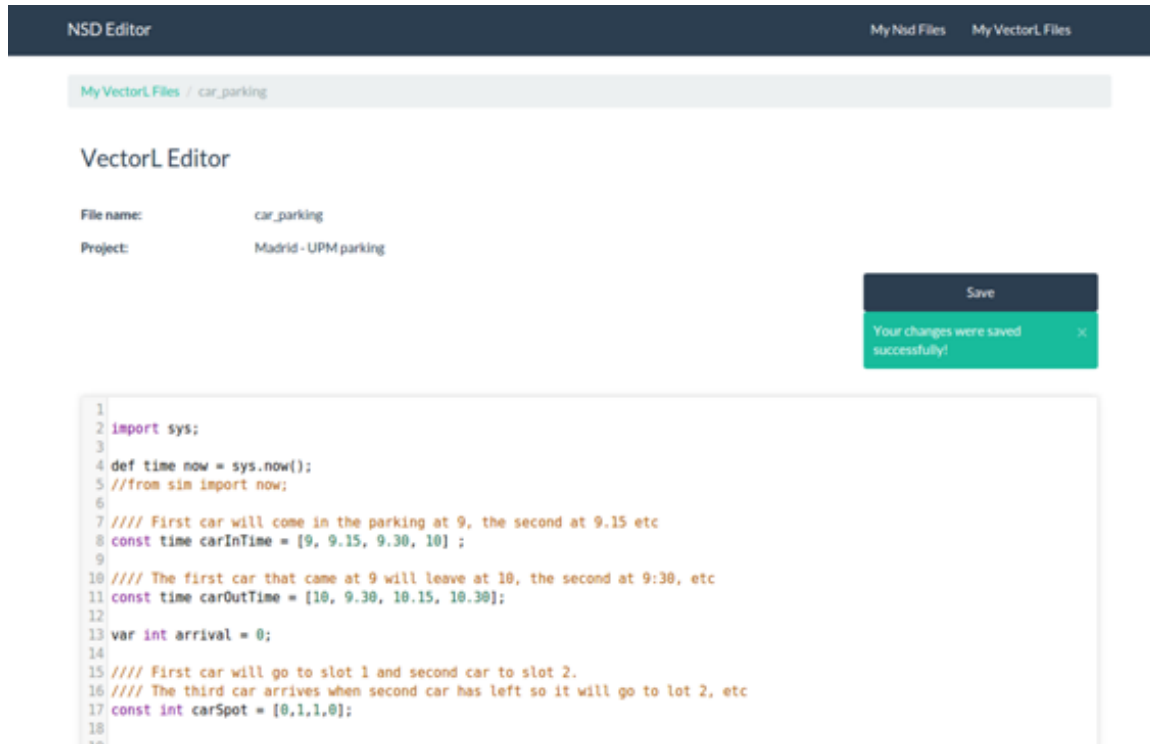 NSD Editor
My Nsd Files My VectorL Files
My VectorL Files / car_parking
VectorL Editor
File name: car_parking
Project: Madrid - UPM parking
Save
Your changes were saved ×
successfully!
1
2 import sys;
3
4 def time now = sys.now();
5 //from sim import now;
6
7 //// First car will come in the parking at 9, the second at 9.15 etc
8 const time carInTime = [9, 9.15, 9.30, 10] ;
9
10 //// The first car that came at 9 will leave at 10, the second at 9:30, etc
11 const time carOutTime = [10, 9.30, 10.15, 10.30];
12
13 var int arrival = 0;
14
15 //// First car will go to slot 1 and second car to slot 2.
16 //// The third car arrives when second car has left so it will go to lot 2, etc
17 const int carSpot = [0,1,1,0];
18